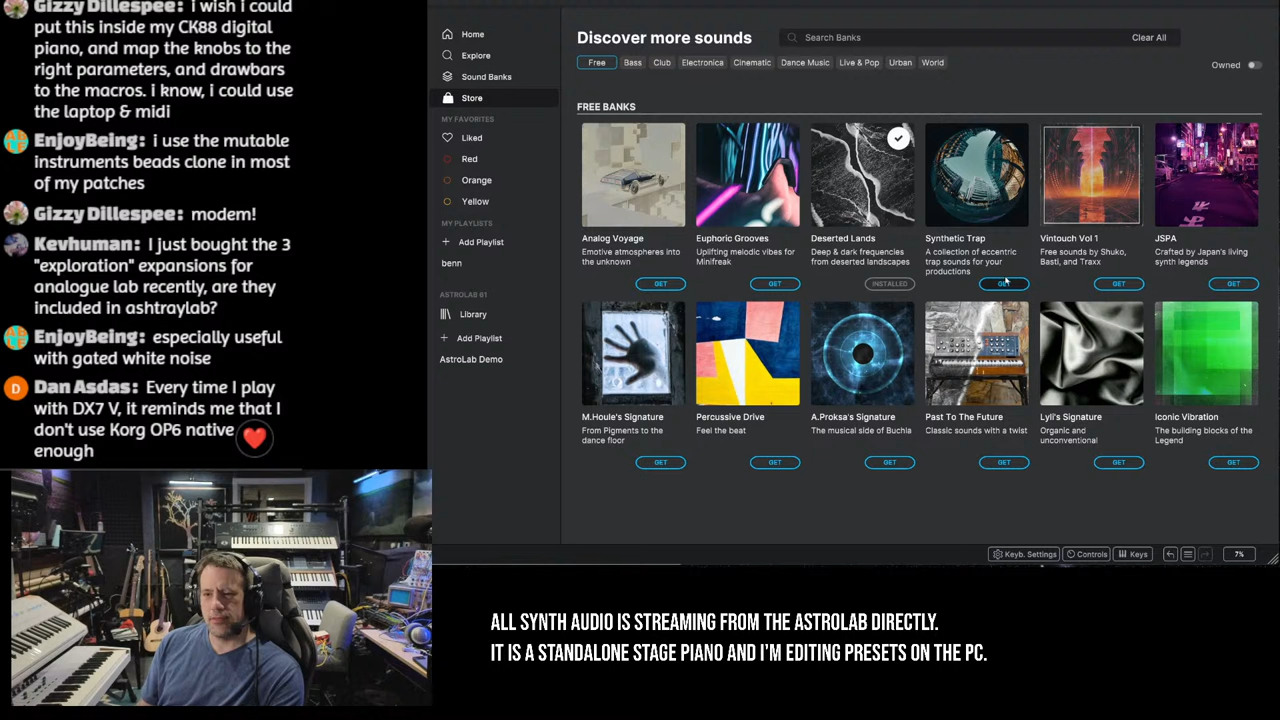 Gizzy Dillespee: i wish i could
put this inside my CK88 digital
piano, and map the knobs to the
right parameters, and drawbars
to the macros. i know, i could use
the laptop & midi
EnjoyBeing: i use the mutable
instruments beads clone in most
of my patches
Gizzy Dillespee: modem!
Kevhuman: I just bought the 3
"exploration" expansions for
analogue lab recently, are they
included in ashtraylab?
EnjoyBeing: especially useful
with gated white noise
D
Dan Asdas: Every time I play
with DX7 V, it reminds me that I
don't use Korg OP6 native
enough
Home
Explore
Sound Banks
Store
MY FAVORITES
Liked
Red
Orange
Yellow
MY PLAYLISTS
Add Playlist
benn
ASTROLAB 01
Library
Add Playlist
AstroLab Demo
Discover more sounds
Search Banks
Clear All
Free Bass Club Electronica Cinematic Dance Music Live & Pop Urban World
Owned
FREE BANKS
Analog Voyage
Emotive atmospheres into
the unknown
GET
Euphoric Grooves
Uplifting melodic vibes for
Minifreak
GET
Deserted Lands
Deep & dark frequencies
from deserted landscapes
INSTALLED
Synthetic Trap
A collection of eccentric
trap sounds for your
productions
GET
Vintouch Vol 1
Free sounds by Shuko,
Basti, and Traxx
GET
JSPA
Crafted by Japan's living
synth legends
GET
M.Houle's Signature
From Pigments to the
dance floor
GET
Percussive Drive
Feel the beat
GET
A.Proksa's Signature
The musical side of Buchla
GET
Past To The Future
Classic sounds with a twist
GET
Lyli's Signature
Organic and
unconventional
GET
Iconic Vibration
The building blocks of the
Legend
GET
Keyb. Settings
Controls
Keys
7%
ALL SYNTH AUDIO IS STREAMING FROM THE ASTROLAB DIRECTLY.
IT IS A STANDALONE STAGE PIANO AND I'M EDITING PRESETS ON THE PC.